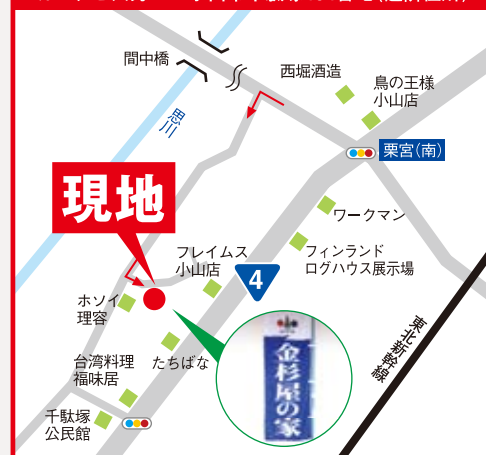 間中橋
西堀酒造
鳥の王様
小山店
思川
栗宮(南)
現地
ワークマン
フレイムス
小山店
フィンランド
ログハウス展示場
4
ホソイ
理容
金杉屋の家
東北新幹線
台湾料理
福味居
たちばな
千駄塚
公民館